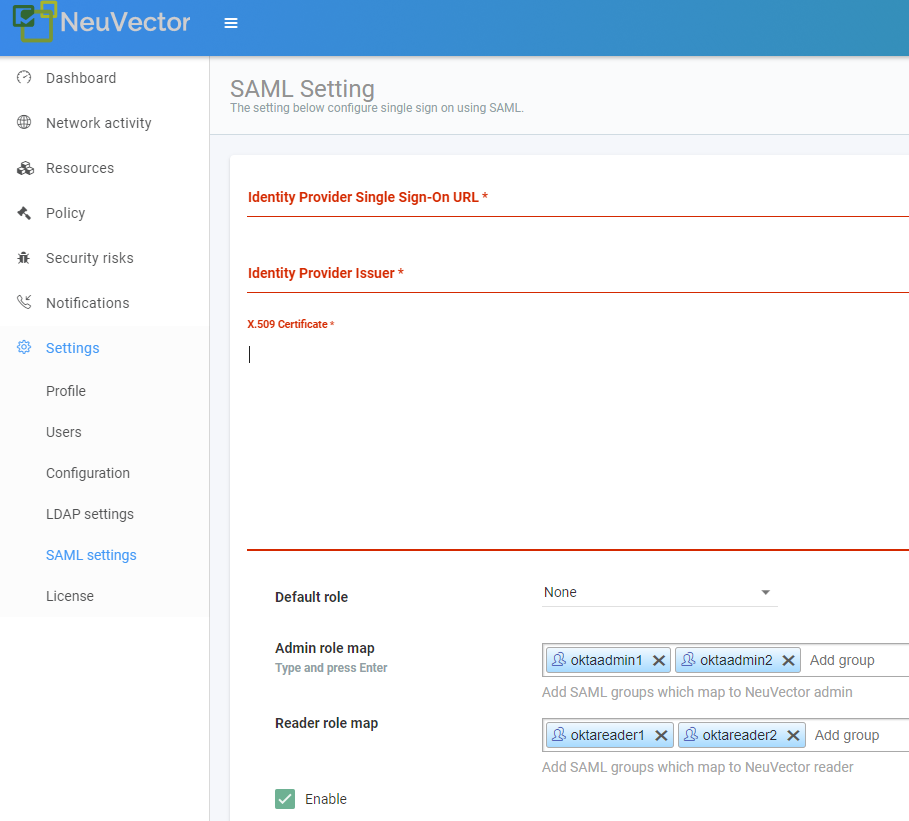 NeuVector
Dashboard
Network activity
Resources
Policy
Security risks
Notifications
Settings
Profile
Users
Configuration
LDAP settings
SAML settings
License
SAML Setting
The setting below configure single sign on using SAML.
Identity Provider Single Sign-On URL *
Identity Provider Issuer *
X.509 Certificate *
Default role
None
Admin role map
Type and press Enter
oktaadmin1 oktaadmin2 Add group
Add SAML groups which map to NeuVector admin
Reader role map
oktareader1 oktareader2 Add group
Add SAML groups which map to NeuVector reader
Enable